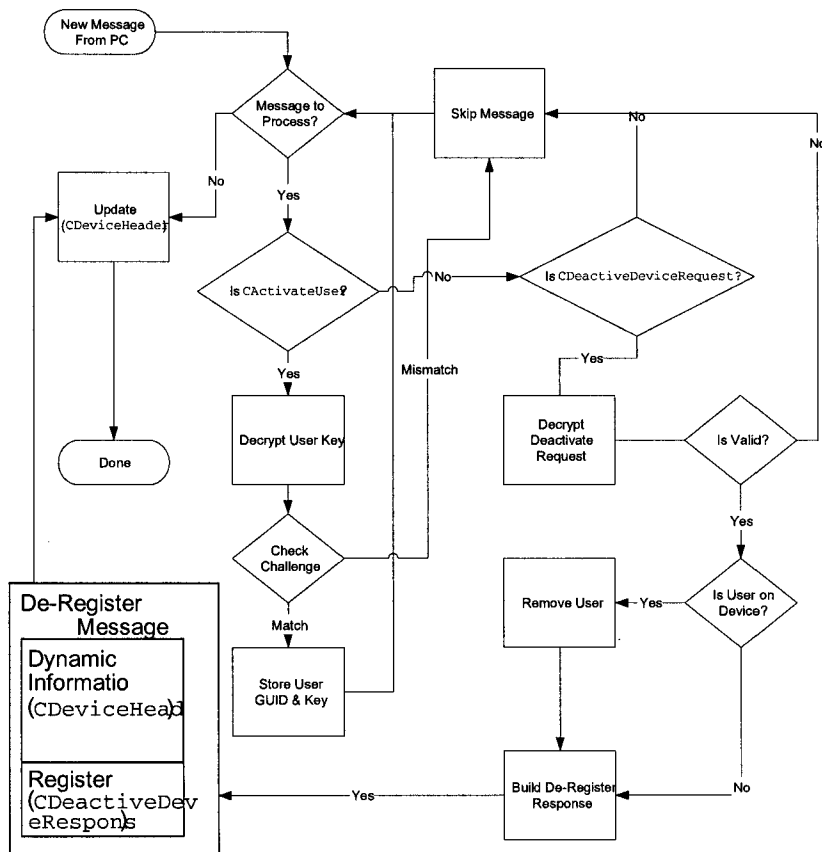 New Message
From PC
Message to
Process?
Skip Message
No
No
No
Update
(CDeviceHeader)
Yes
Is CActivateUser?
No
Is CDeactiveDeviceRequest?
Yes
Mismatch
Yes
Decrypt User Key
Decrypt
Deactivate
Request
Is Valid?
Done
Yes
Check
Challenge
Remove User
Yes
Is User on
Device?
Match
De-Register
Message
Dynamic
Informatio
(CDeviceHead)
Store User
GUID & Key
Register
(CDeactiveDev
eRespons)
Yes
Build De-Register
Response
No